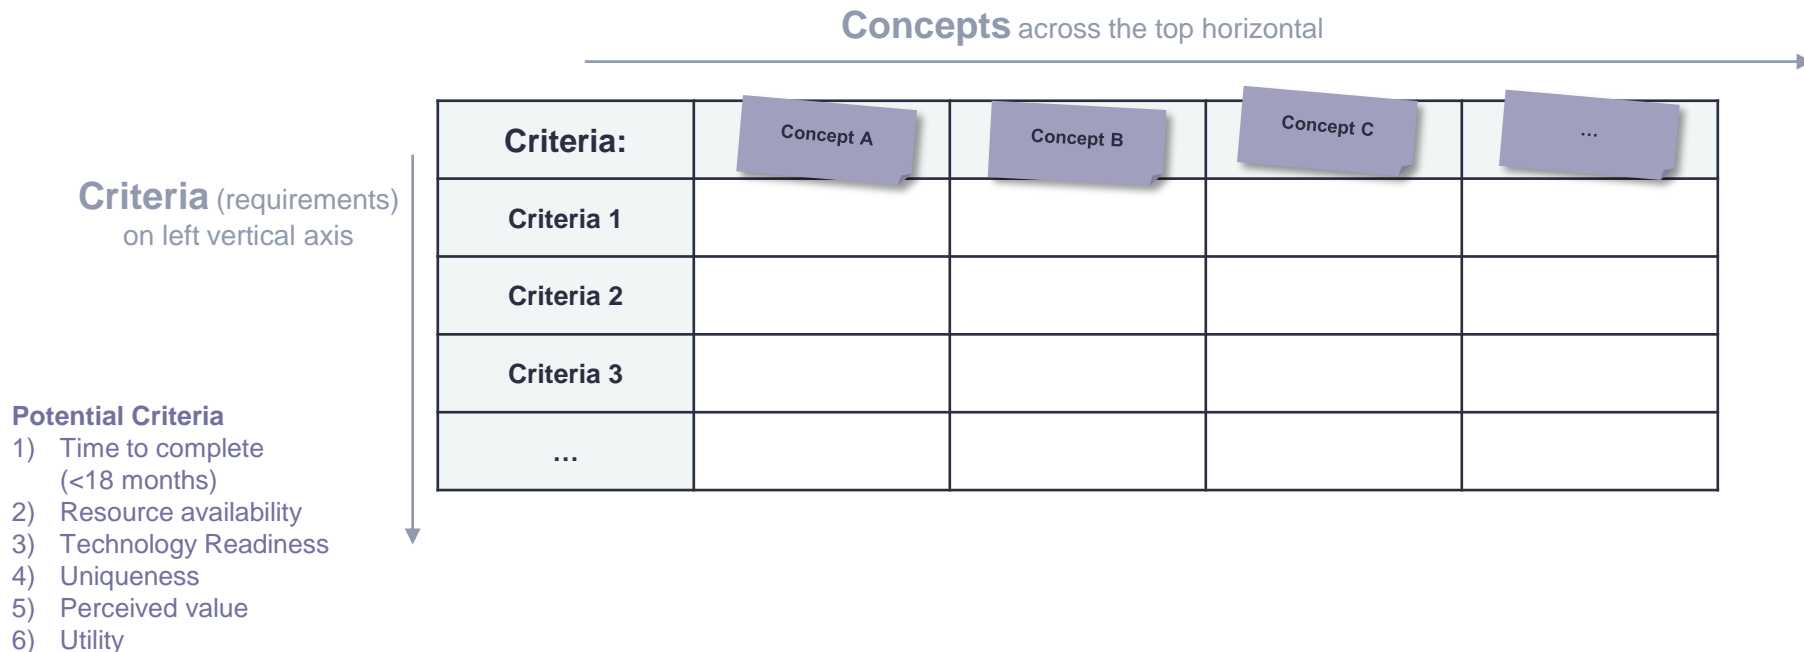 Concepts across the top horizontal
Criteria (requirements)
on left vertical axis
Criteria:
Concept A
Concept B
Concept C
...
Criteria 1
Criteria 2
Criteria 3
...
Potential Criteria
1) Time to complete
(<18 months)
2) Resource availability
3) Technology Readiness
4) Uniqueness
5) Perceived value
6) Utility